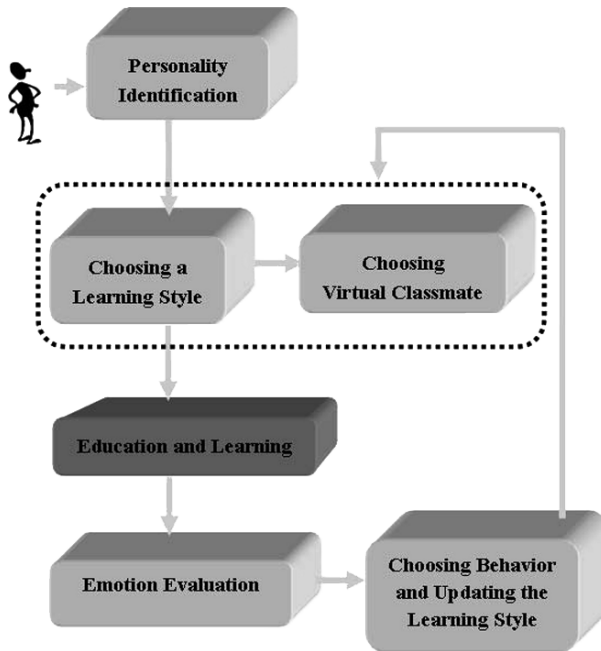 Personality
Identification
Choosing a
Learning Style
Choosing
Virtual Classmate
Education and Learning
Emotion Evaluation
Choosing Behavior
and Updating the
Learning Style